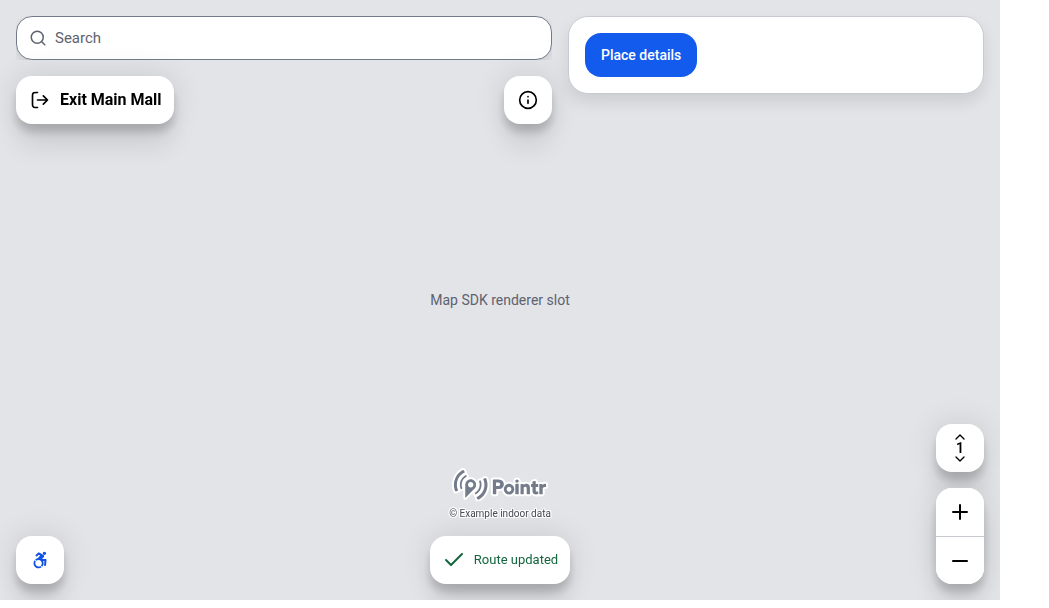 Search
Place details
Exit Main Mall
Map SDK renderer slot
1
Pointr
© Example indoor data
Route updated